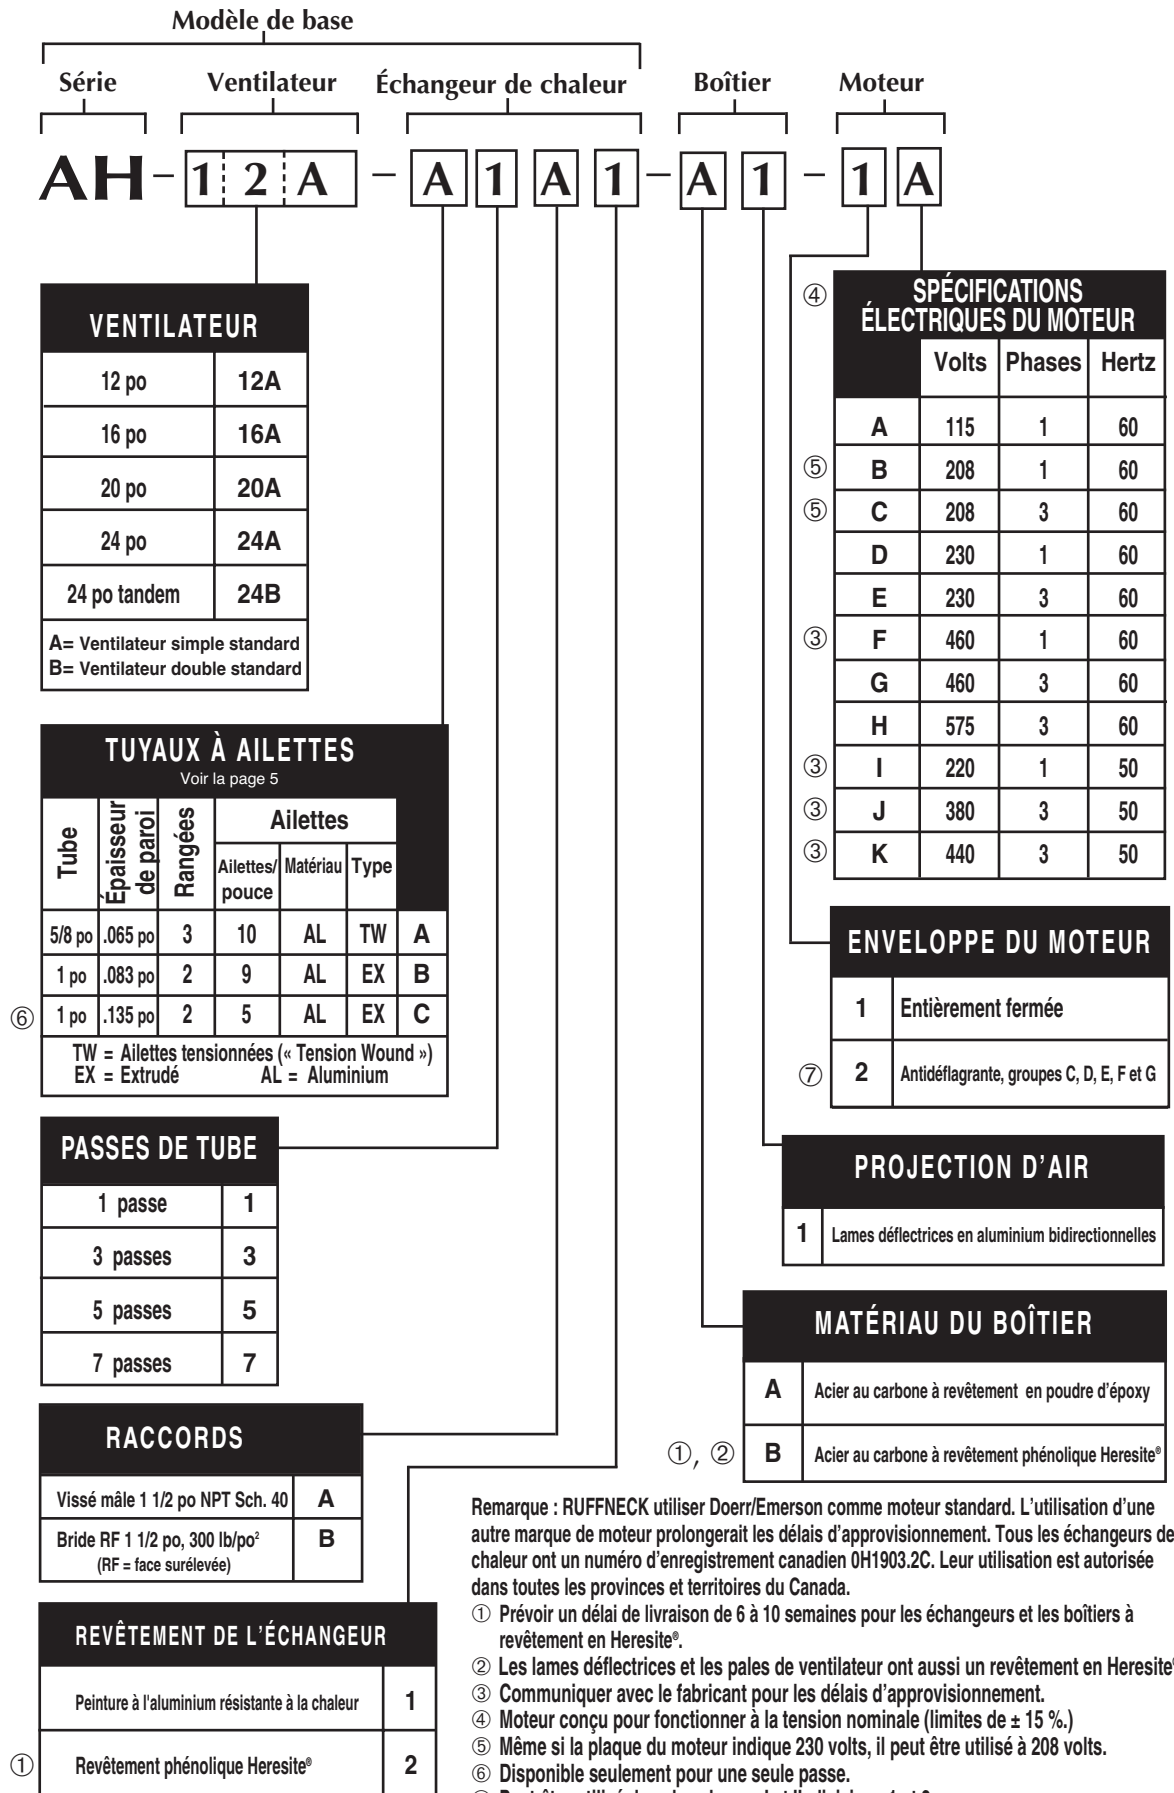 Modèle de base
Série Ventilateur Échangeur de chaleur Boîtier Moteur
AH - 1 2 A - A 1 A 1 - A 1 - 1 A
VENTILATEUR
12 po 12A
16 po 16A
20 po 20A
24 po 24A
24 po tandem 24B
A= Ventilateur simple standard
B= Ventilateur double standard
TUYAUX À AILETTES
Voir la page 5
Tube Épaisseur de paroi Rangées Ailettes
Ailettes/pouce Matériau Type
5/8 po .065 po 3 10 AL TW A
1 po .083 po 2 9 AL EX B
⑥ 1 po .135 po 2 5 AL EX C
TW = Ailettes tensionnées (« Tension Wound »)
EX = Extrudé AL = Aluminium
PASSES DE TUBE
1 passe 1
3 passes 3
5 passes 5
7 passes 7
RACCORDS
Vissé mâle 1 1/2 po NPT Sch. 40 A
Bride RF 1 1/2 po, 300 lb/po² B
(RF = face surélevée)
REVÊTEMENT DE L'ÉCHANGEUR
Peinture à l'aluminium résistante à la chaleur 1
① Revêtement phénolique Heresite® 2
④ SPÉCIFICATIONS
ÉLECTRIQUES DU MOTEUR
Volts Phases Hertz
A 115 1 60
⑤ B 208 1 60
⑤ C 208 3 60
D 230 1 60
E 230 3 60
③ F 460 1 60
G 460 3 60
H 575 3 60
③ I 220 1 50
③ J 380 3 50
③ K 440 3 50
ENVELOPPE DU MOTEUR
1 Entièrement fermée
⑦ 2 Antidéflagrante, groupes C, D, E, F et G
PROJECTION D'AIR
1 Lames déflectrices en aluminium bidirectionnelles
MATÉRIAU DU BOÎTIER
A Acier au carbone à revêtement en poudre d'époxy
①, ② B Acier au carbone à revêtement phénolique Heresite®
Remarque : RUFFNECK utiliser Doerr/Emerson comme moteur standard. L'utilisation d'une
autre marque de moteur prolongerait les délais d'approvisionnement. Tous les échangeurs de
chaleur ont un numéro d'enregistrement canadien 0H1903.2C. Leur utilisation est autorisée
dans toutes les provinces et territoires du Canada.
① Prévoir un délai de livraison de 6 à 10 semaines pour les échangeurs et les boîtiers à
revêtement en Heresite®.
② Les lames déflectrices et les pales de ventilateur ont aussi un revêtement en Heresite®
③ Communiquer avec le fabricant pour les délais d'approvisionnement.
④ Moteur conçu pour fonctionner à la tension nominale (limites de ± 15 %.)
⑤ Même si la plaque du moteur indique 230 volts, il peut être utilisé à 208 volts.
⑥ Disponible seulement pour une seule passe.